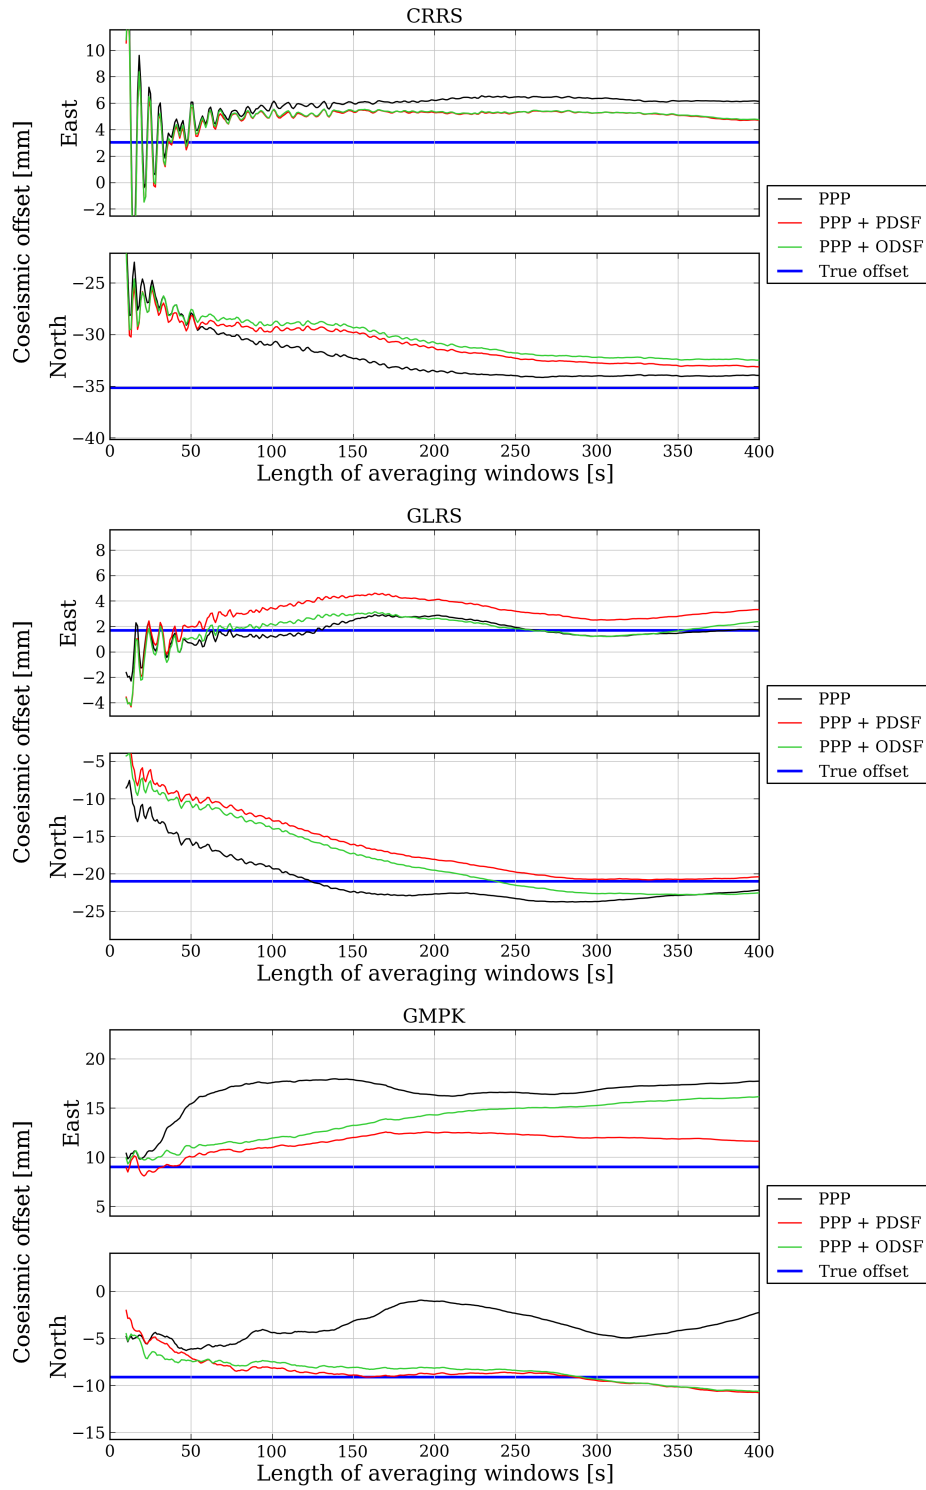 CRRS
Coseismic offset [mm]
East
10
8
6
4
2
0
−2
North
−25
−30
−35
−40
0 50 100 150 200 250 300 350 400
Length of averaging windows [s]
PPP
PPP + PDSF
PPP + ODSF
True offset
GLRS
Coseismic offset [mm]
East
8
6
4
2
0
−2
−4
North
−5
−10
−15
−20
−25
0 50 100 150 200 250 300 350 400
Length of averaging windows [s]
PPP
PPP + PDSF
PPP + ODSF
True offset
GMPK
Coseismic offset [mm]
East
20
15
10
5
North
0
−5
−10
−15
0 50 100 150 200 250 300 350 400
Length of averaging windows [s]
PPP
PPP + PDSF
PPP + ODSF
True offset